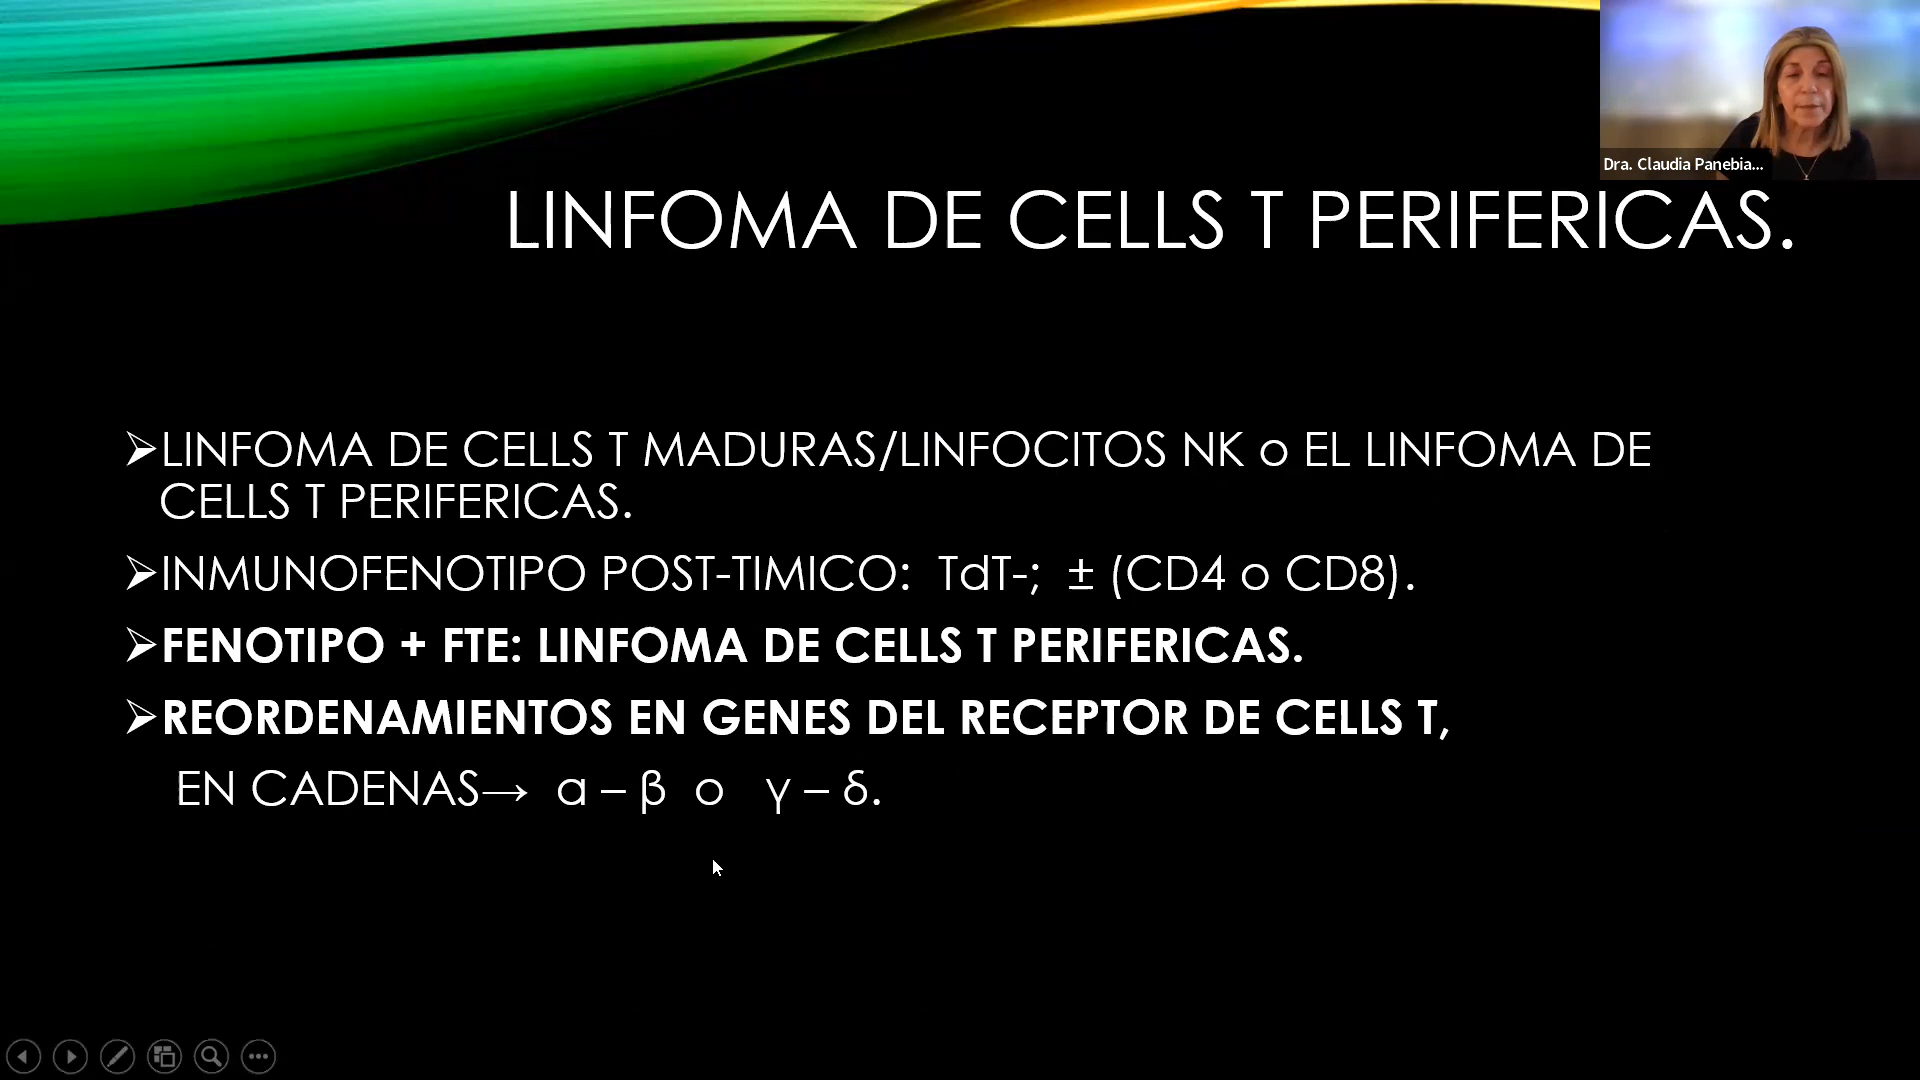 Dra. Claudia Panebia...
LINFOMA DE CELLS T PERIFERICAS.
➢LINFOMA DE CELLS T MADURAS/LINFOCITOS NK o EL LINFOMA DE
CELLS T PERIFERICAS.
➢INMUNOFENOTIPO POST-TIMICO: TdT-; ± (CD4 o CD8).
➢FENOTIPO + FTE: LINFOMA DE CELLS T PERIFERICAS.
➢REORDENAMIENTOS EN GENES DEL RECEPTOR DE CELLS T,
EN CADENAS→ α – β o γ – δ.